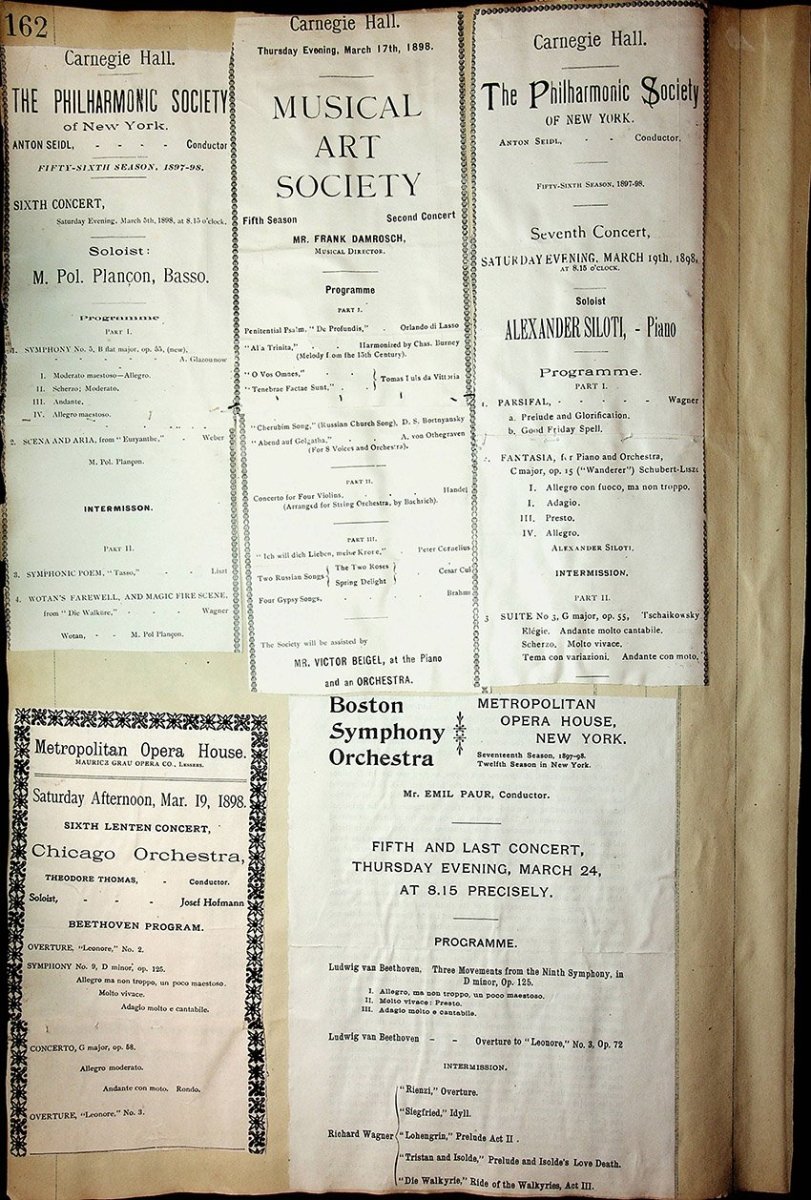 162
Carnegie Hall.
THE PHILHARMONIC SOCIETY
of New York.
ANTON SEIDL, - - - - Conductor
FIFTY-SIXTH SEASON, 1897-98.
SIXTH CONCERT,
Saturday Evening, March 5th, 1898, at 8.15 o'clock.
Soloist:
M. Pol. Plançon, Basso.
Programme
PART I.
1. SYMPHONY No. 5, B flat major, op. 55, (new),
A. Glazounow
I. Moderato maestoso—Allegro.
II. Scherzo; Moderato.
III. Andante.
IV. Allegro maestoso.
2. SCENA AND ARIA, from "Euryanthe," - Weber
M. Pol. Plançon.
INTERMISSON.
PART II.
3. SYMPHONIC POEM, "Tasso," - Liszt
4. WOTAN'S FAREWELL, AND MAGIC FIRE SCENE,
from "Die Walküre," - - Wagner
Wotan, - - M. Pol Plançon.
Carnegie Hall.
Thursday Evening, March 17th, 1898.
MUSICAL
ART
SOCIETY
Fifth Season Second Concert
MR. FRANK DAMROSCH,
MUSICAL DIRECTOR.
Programme
PART I.
Penitential Psalm, "De Profundis," - Orlando di Lasso
"Al a Trinita," - - Harmonized by Chas. Burney
(Melody from the 15th Century).
"O Vos Omnes," - -
"Tenebrae Factae Sunt," - - } Tomas Luis da Vittoria
"Cherubim Song," (Russian Church Song), D. S. Bortnyansky
"Abend auf Golgatha," - - A. von Othegraven
(For 8 Voices and Orchestra).
PART II.
Concerto for Four Violins, - - - Handel
(Arranged for String Orchestra, by Bachrich).
PART III.
"Ich will dich Lieben, meine Krone," - Peter Cornelius
Two Russian Songs { The Two Roses
Spring Delight } Cesar Cui
Four Gypsy Songs, - - - - Brahms
The Society will be assisted by
MR. VICTOR BEIGEL, at the Piano
and an ORCHESTRA.
Carnegie Hall.
The Philharmonic Society
OF NEW YORK.
ANTON SEIDL, - - Conductor.
FIFTY-SIXTH SEASON, 1897-98.
Seventh Concert,
SATURDAY EVENING, MARCH 19th, 1898,
AT 8.15 O'CLOCK.
Soloist
ALEXANDER SILOTI, - Piano
Programme.
PART I.
1. PARSIFAL, - - - - Wagner
a. Prelude and Glorification.
b. Good Friday Spell.
2. FANTASIA, for Piano and Orchestra,
C major, op. 15 ("Wanderer") Schubert-Liszt
I. Allegro con fuoco, ma non troppo.
I. Adagio.
III. Presto.
IV. Allegro.
ALEXANDER SILOTI.
INTERMISSION.
PART II.
3 SUITE No 3, G major, op. 55, Tschaikowsky
Elégie. Andante molto cantabile.
Scherzo. Molto vivace.
Tema con variazioni. Andante con moto.
Metropolitan Opera House.
MAURICE GRAU OPERA CO., LESSEES.
Saturday Afternoon, Mar. 19, 1898.
SIXTH LENTEN CONCERT,
Chicago Orchestra,
THEODORE THOMAS, - Conductor.
Soloist, - - - Josef Hofmann
BEETHOVEN PROGRAM.
OVERTURE, "Leonore," No. 2.
SYMPHONY No. 9, D minor, op. 125.
Allegro ma non troppo, un poco maestoso.
Molto vivace.
Adagio molto e cantabile.
CONCERTO, G major, op. 58.
Allegro moderato.
Andante con moto. Rondo.
OVERTURE, "Leonore," No. 3.
Boston
Symphony
Orchestra
METROPOLITAN
OPERA HOUSE,
NEW YORK.
Seventeenth Season, 1897-98.
Twelfth Season in New York.
Mr. EMIL PAUR, Conductor.
FIFTH AND LAST CONCERT,
THURSDAY EVENING, MARCH 24,
AT 8.15 PRECISELY.
PROGRAMME.
Ludwig van Beethoven, Three Movements from the Ninth Symphony, in
D minor, Op. 125.
I. Allegro, ma non troppo, un poco maestoso.
II. Molto vivace: Presto.
III. Adagio molto e cantabile.
Ludwig van Beethoven - - Overture to "Leonore," No. 3, Op. 72
INTERMISSION.
"Rienzi," Overture.
"Siegfried," Idyll.
Richard Wagner "Lohengrin," Prelude Act II.
"Tristan and Isolde," Prelude and Isolde's Love Death.
"Die Walkyrie," Ride of the Walkyries, Act III.